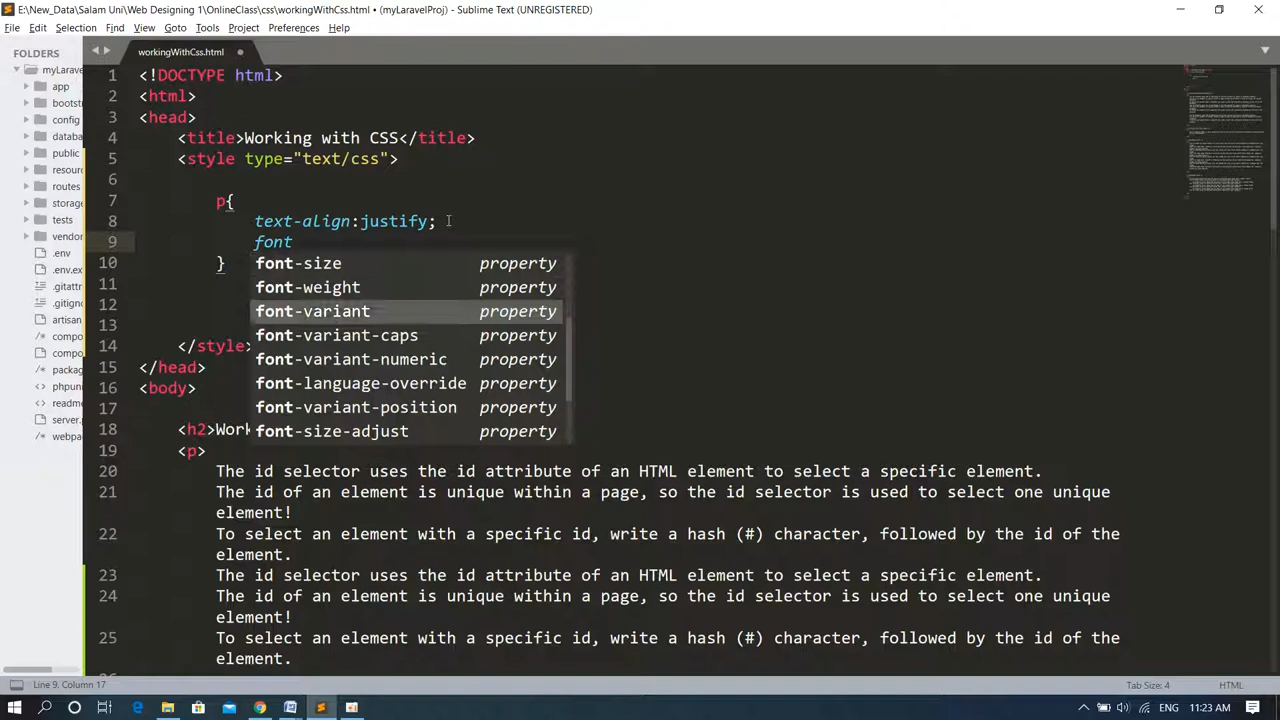 E:\New_Data\Salam Uni\Web Designing 1\OnlineClass\css\workingWithCss.html • (myLaravelProj) - Sublime Text (UNREGISTERED)
File Edit Selection Find View Goto Tools Project Preferences Help
FOLDERS
myLarave
app
bootstr
config
databa
public
resourc
routes
storage
tests
vendor
.env
.env.ex
.gitattr
.gitign
artisan
compo
compo
packag
phpun
readm
server.p
webpa
workingWithCss.html
1 <!DOCTYPE html>
2 <html>
3 <head>
4 <title>Working with CSS</title>
5 <style type="text/css">
6
7 p{
8 text-align:justify;
9 font
10 }
11
12
13
14 </style>
15 </head>
16 <body>
17
18 <h2>Work
19 <p>
font-size property
font-weight property
font-variant property
font-variant-caps property
font-variant-numeric property
font-language-override property
font-variant-position property
font-size-adjust property
20 The id selector uses the id attribute of an HTML element to select a specific element.
21 The id of an element is unique within a page, so the id selector is used to select one unique
element!
22 To select an element with a specific id, write a hash (#) character, followed by the id of the
element.
23 The id selector uses the id attribute of an HTML element to select a specific element.
24 The id of an element is unique within a page, so the id selector is used to select one unique
element!
25 To select an element with a specific id, write a hash (#) character, followed by the id of the
element.
Line 9, Column 17 Tab Size: 4 HTML
ENG 11:23 AM